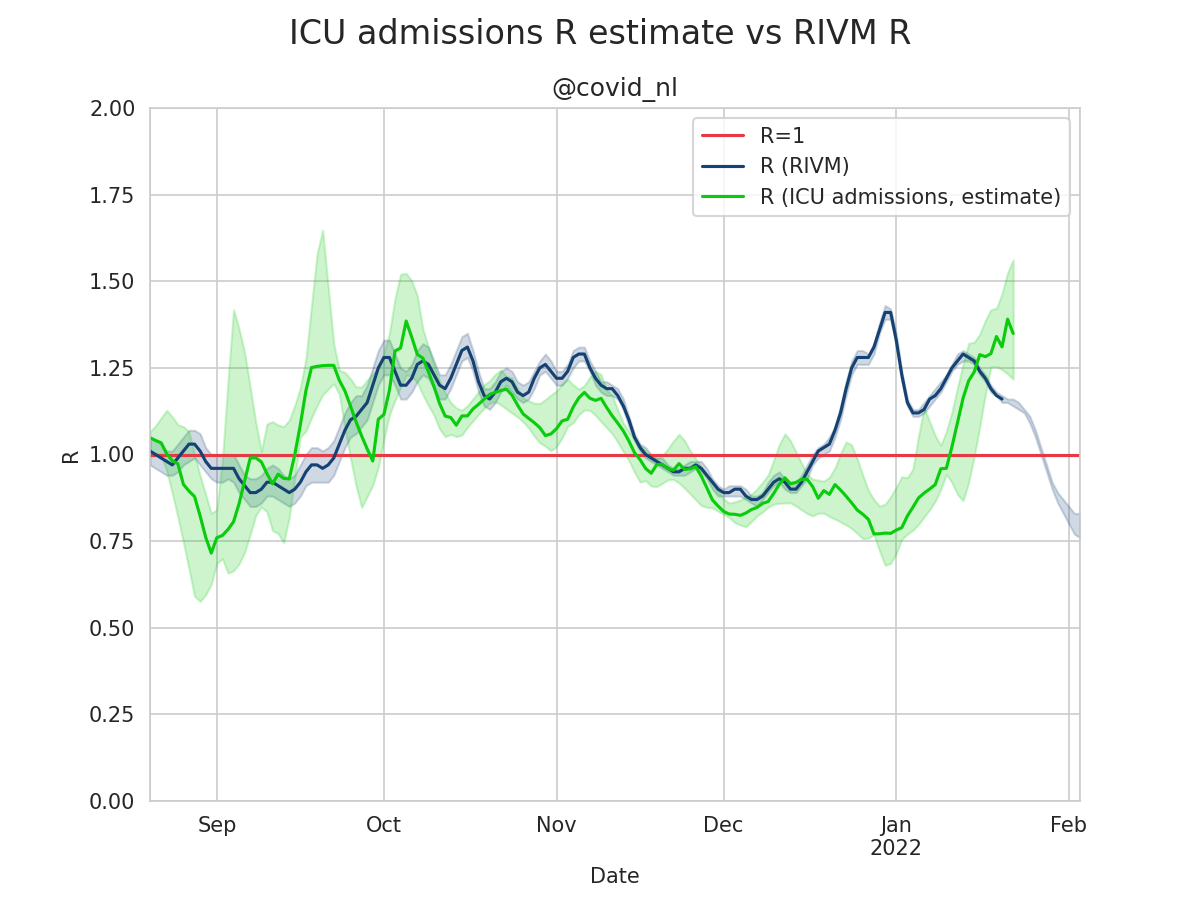 ICU admissions R estimate vs RIVM R
@covid_nl
2.00
1.75
1.50
1.25
1.00
0.75
0.50
0.25
0.00
R
R=1
R (RIVM)
R (ICU admissions, estimate)
Sep Oct Nov Dec Jan Feb
2022
Date